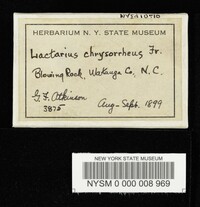 HERBARIUM N. Y. STATE MUSEUM
Lactarius chrysorrheus Fr.
Blowing Rock, Watauga Co, N. C.
G. F. Atkinson Aug - Sept. 1899
3875
NEW YORK STATE MUSEUM
NYSM 0 000 008 969